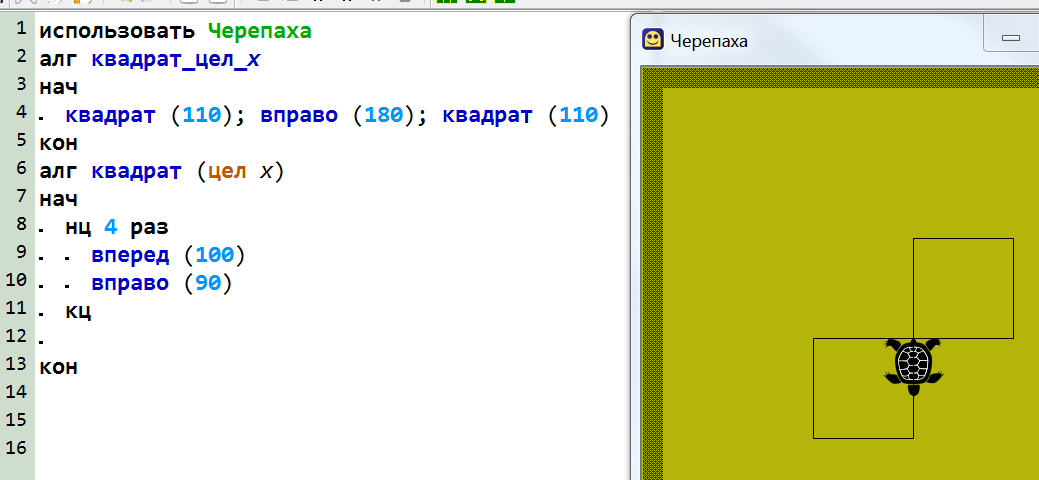 1 использовать Черепаха
2 алг квадрат_цел_x
3 нач
4 . квадрат (110); вправо (180); квадрат (110)
5 кон
6 алг квадрат (цел x)
7 нач
8 . нц 4 раз
9 . . вперед (100)
10 . . вправо (90)
11 . кц
12 .
13 кон
14
15
16
Черепаха